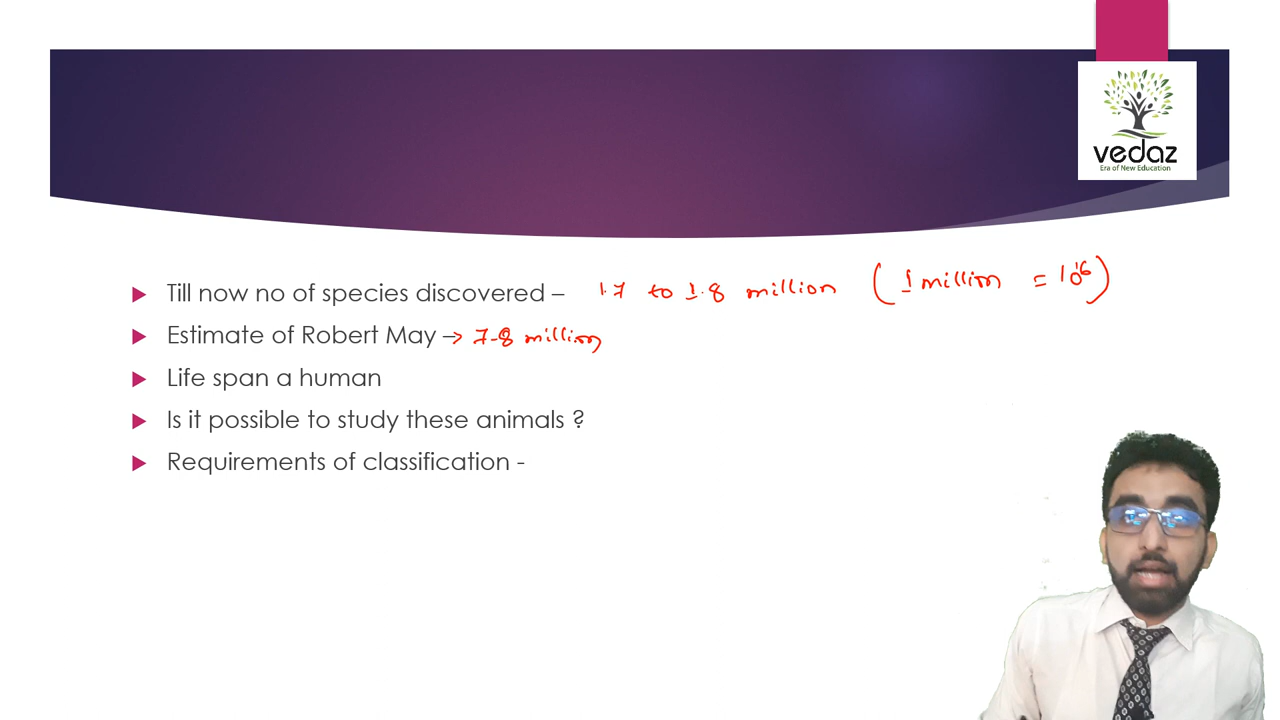 vedaz
Era of New Education
Till now no of species discovered – 1.7 to 1.8 million ( 1 million = 10^6 )
Estimate of Robert May –> 7-8 million
Life span a human
Is it possible to study these animals ?
Requirements of classification -